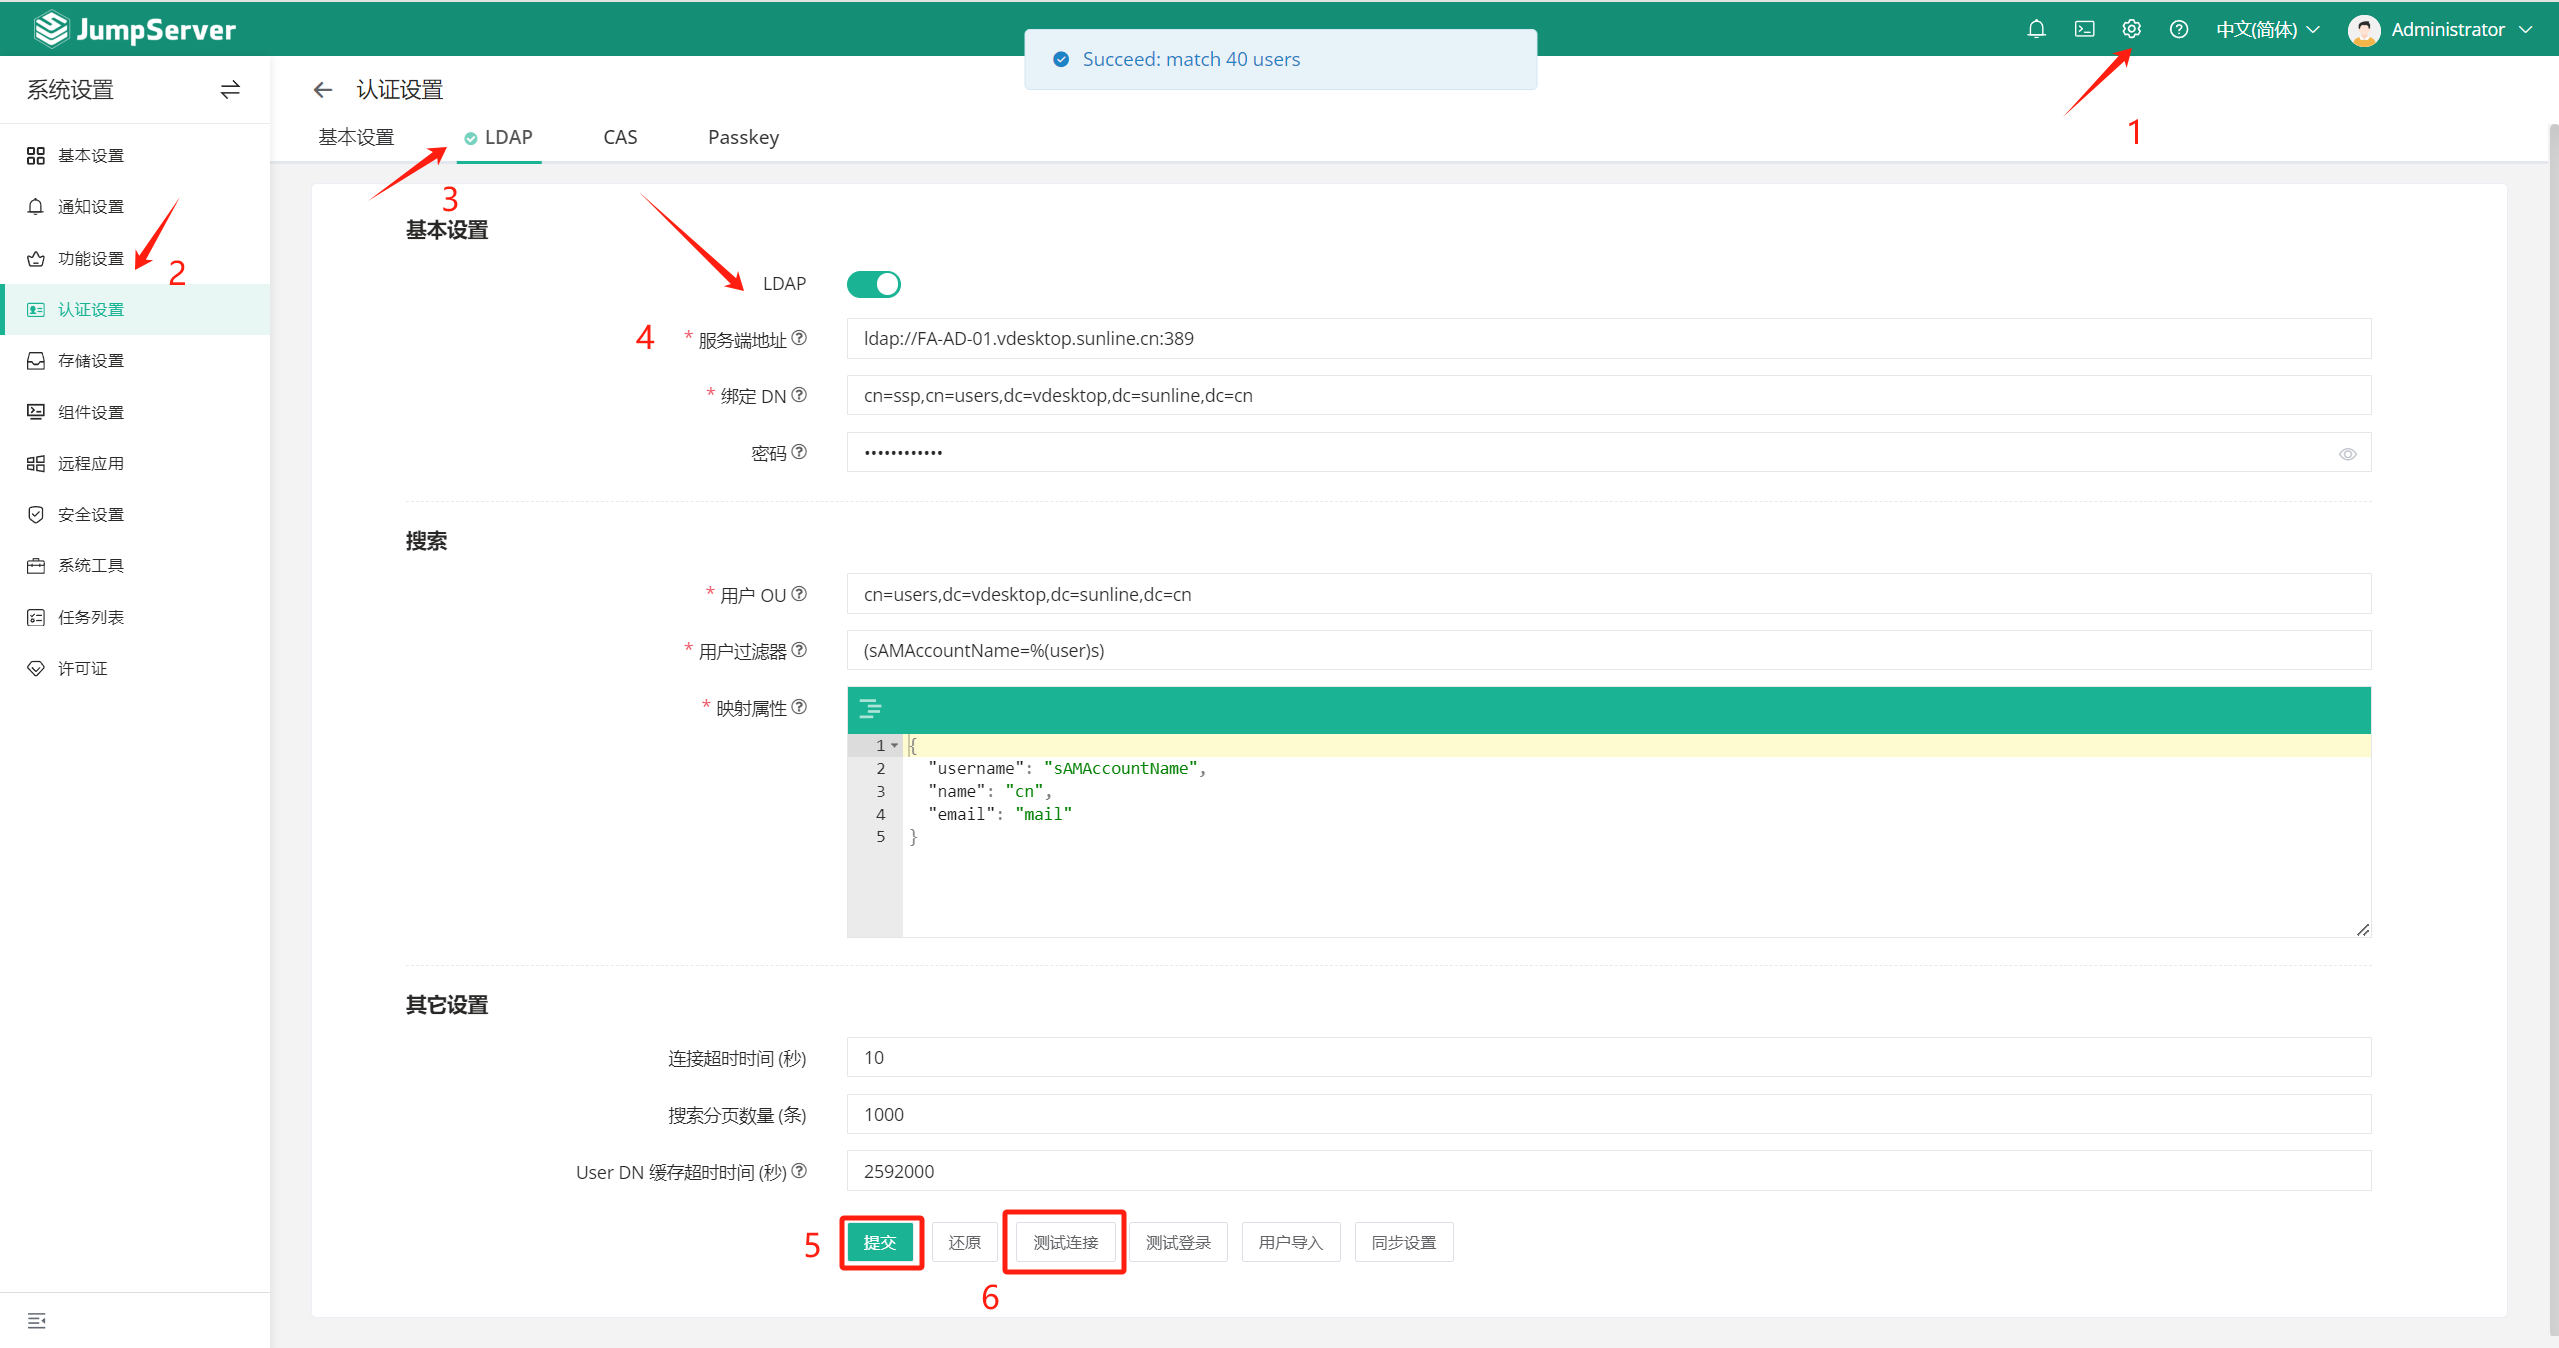 JumpServer
中文(简体)
Administrator
Succeed: match 40 users
1
系统设置
认证设置
基本设置
LDAP
CAS
Passkey
基本设置
通知设置
功能设置
2
认证设置
存储设置
组件设置
远程应用
安全设置
系统工具
任务列表
许可证
3
基本设置
LDAP
4
* 服务端地址
ldap://FA-AD-01.vdesktop.sunline.cn:389
* 绑定 DN
cn=ssp,cn=users,dc=vdesktop,dc=sunline,dc=cn
密码
••••••••••••
搜索
* 用户 OU
cn=users,dc=vdesktop,dc=sunline,dc=cn
* 用户过滤器
(sAMAccountName=%(user)s)
* 映射属性
1 {
2 "username": "sAMAccountName",
3 "name": "cn",
4 "email": "mail"
5 }
其它设置
连接超时时间 (秒)
10
搜索分页数量 (条)
1000
User DN 缓存超时时间 (秒)
2592000
5
提交
还原
测试连接
测试登录
用户导入
同步设置
6